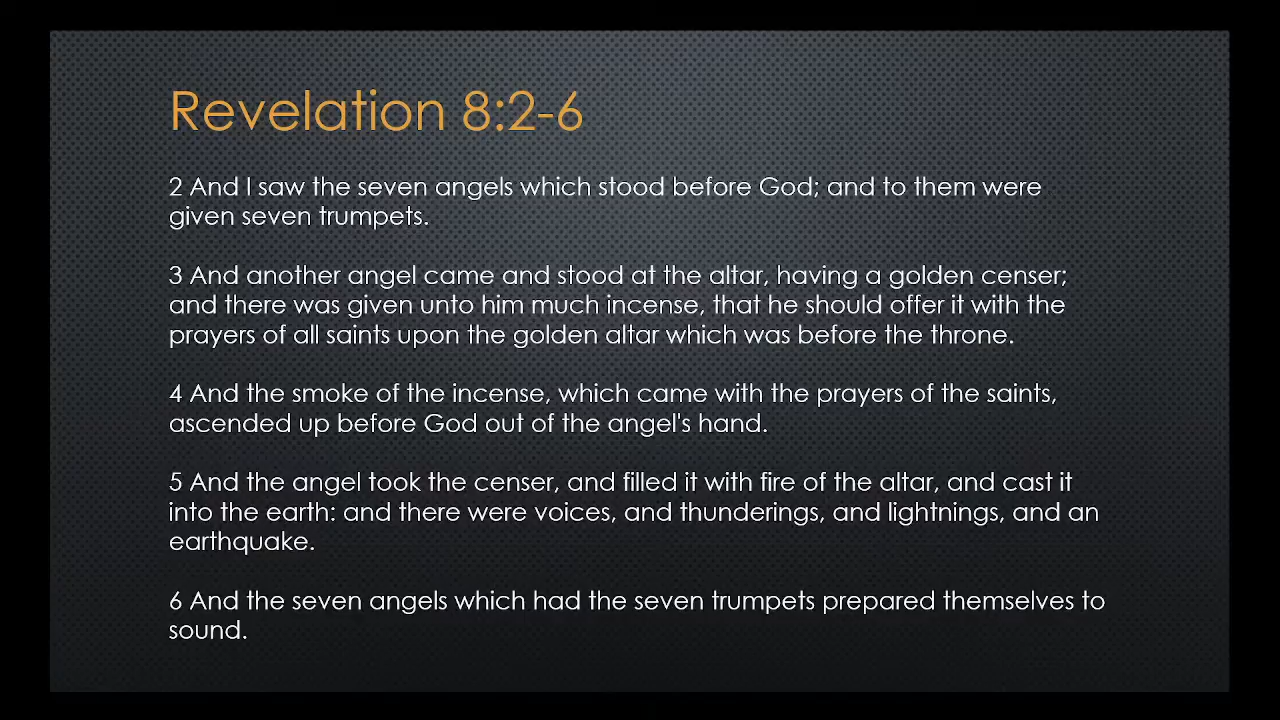 Revelation 8:2-6
2 And I saw the seven angels which stood before God; and to them were
given seven trumpets.
3 And another angel came and stood at the altar, having a golden censer;
and there was given unto him much incense, that he should offer it with the
prayers of all saints upon the golden altar which was before the throne.
4 And the smoke of the incense, which came with the prayers of the saints,
ascended up before God out of the angel's hand.
5 And the angel took the censer, and filled it with fire of the altar, and cast it
into the earth: and there were voices, and thunderings, and lightnings, and an
earthquake.
6 And the seven angels which had the seven trumpets prepared themselves to
sound.